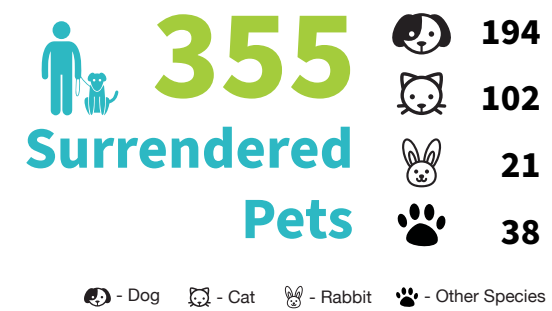 355
Surrendered
Pets
194
102
21
38
- Dog - Cat - Rabbit - Other Species